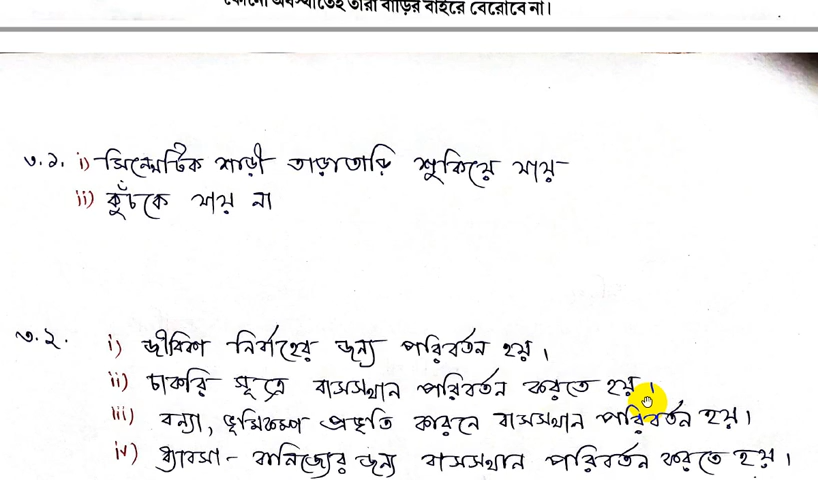 কোনো অবস্থাতেই তারা বাড়ির বাইরে বেরোবে না।
৩.১. i) সিন্থেটিক শাড়ী তাড়াতাড়ি শুকিয়ে যায়
ii) কুঁচকে যায় না
৩.২. i) জীবিকা নির্বাহের জন্য পরিবর্তন হয়।
ii) চাকরি সূত্রে বাসস্থান পরিবর্তন করতে হয়।
iii) বন্যা, ভূমিকম্প প্রভৃতি কারনে বাসস্থান পরিবর্তন হয়।
iv) ব্যাবসা - বানিজ্যের জন্য বাসস্থান পরিবর্তন করতে হয়।